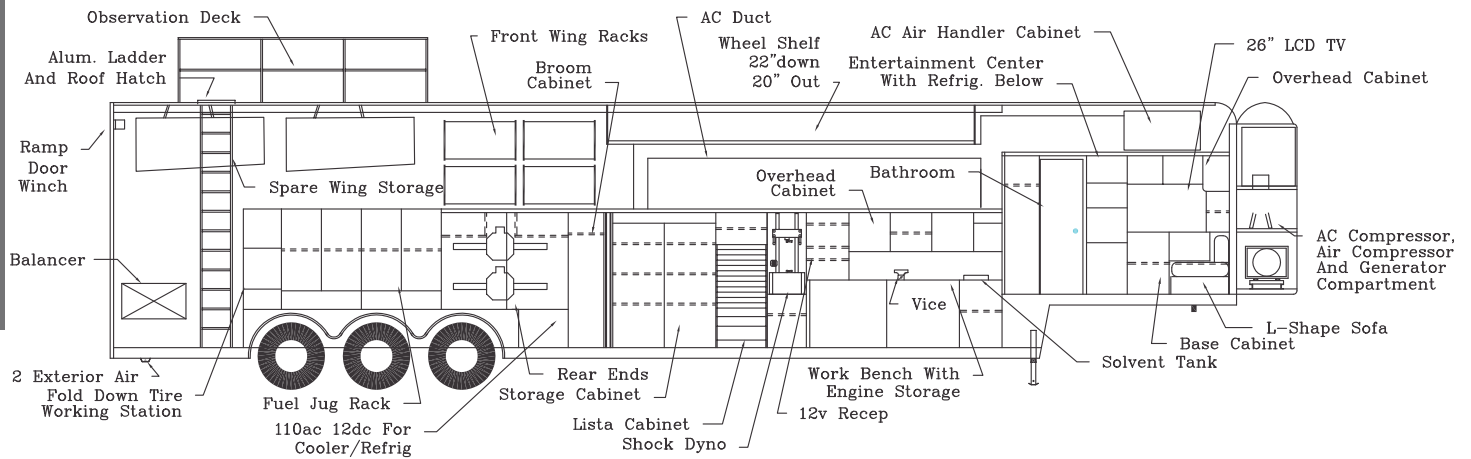 Observation Deck
Alum. Ladder
And Roof Hatch
Ramp
Door
Winch
Spare Wing Storage
Balancer
2 Exterior Air
Fold Down Tire
Working Station
Fuel Jug Rack
110ac 12dc For
Cooler/Refrig
Front Wing Racks
Broom
Cabinet
Rear Ends
Storage Cabinet
Lista Cabinet
Shock Dyno
AC Duct
Wheel Shelf
22”down
20” Out
Overhead
Cabinet
Vice
12v Recep
Work Bench With
Engine Storage
AC Air Handler Cabinet
Entertainment Center
With Refrig. Below
Bathroom
26” LCD TV
Overhead Cabinet
AC Compressor,
Air Compressor
And Generator
Compartment
L-Shape Sofa
Base Cabinet
Solvent Tank